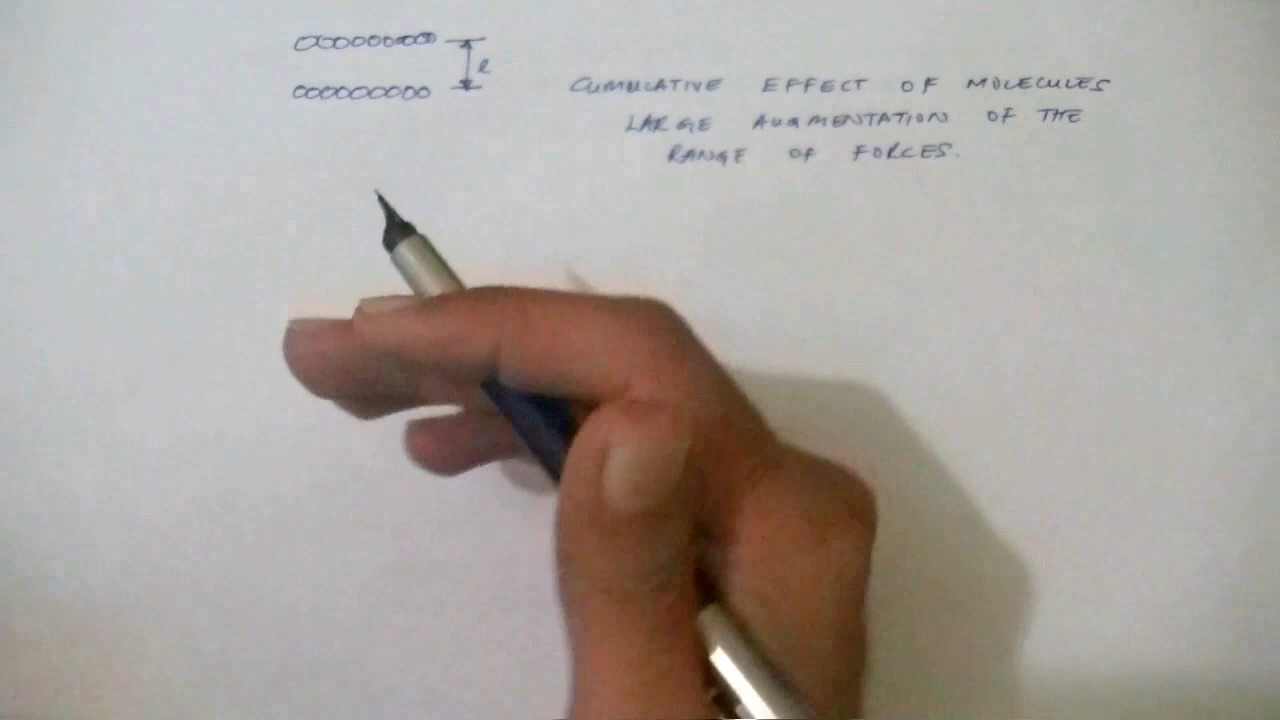 l
CUMULATIVE EFFECT OF MOLECULES
LARGE AUGMENTATION OF THE
RANGE OF FORCES.